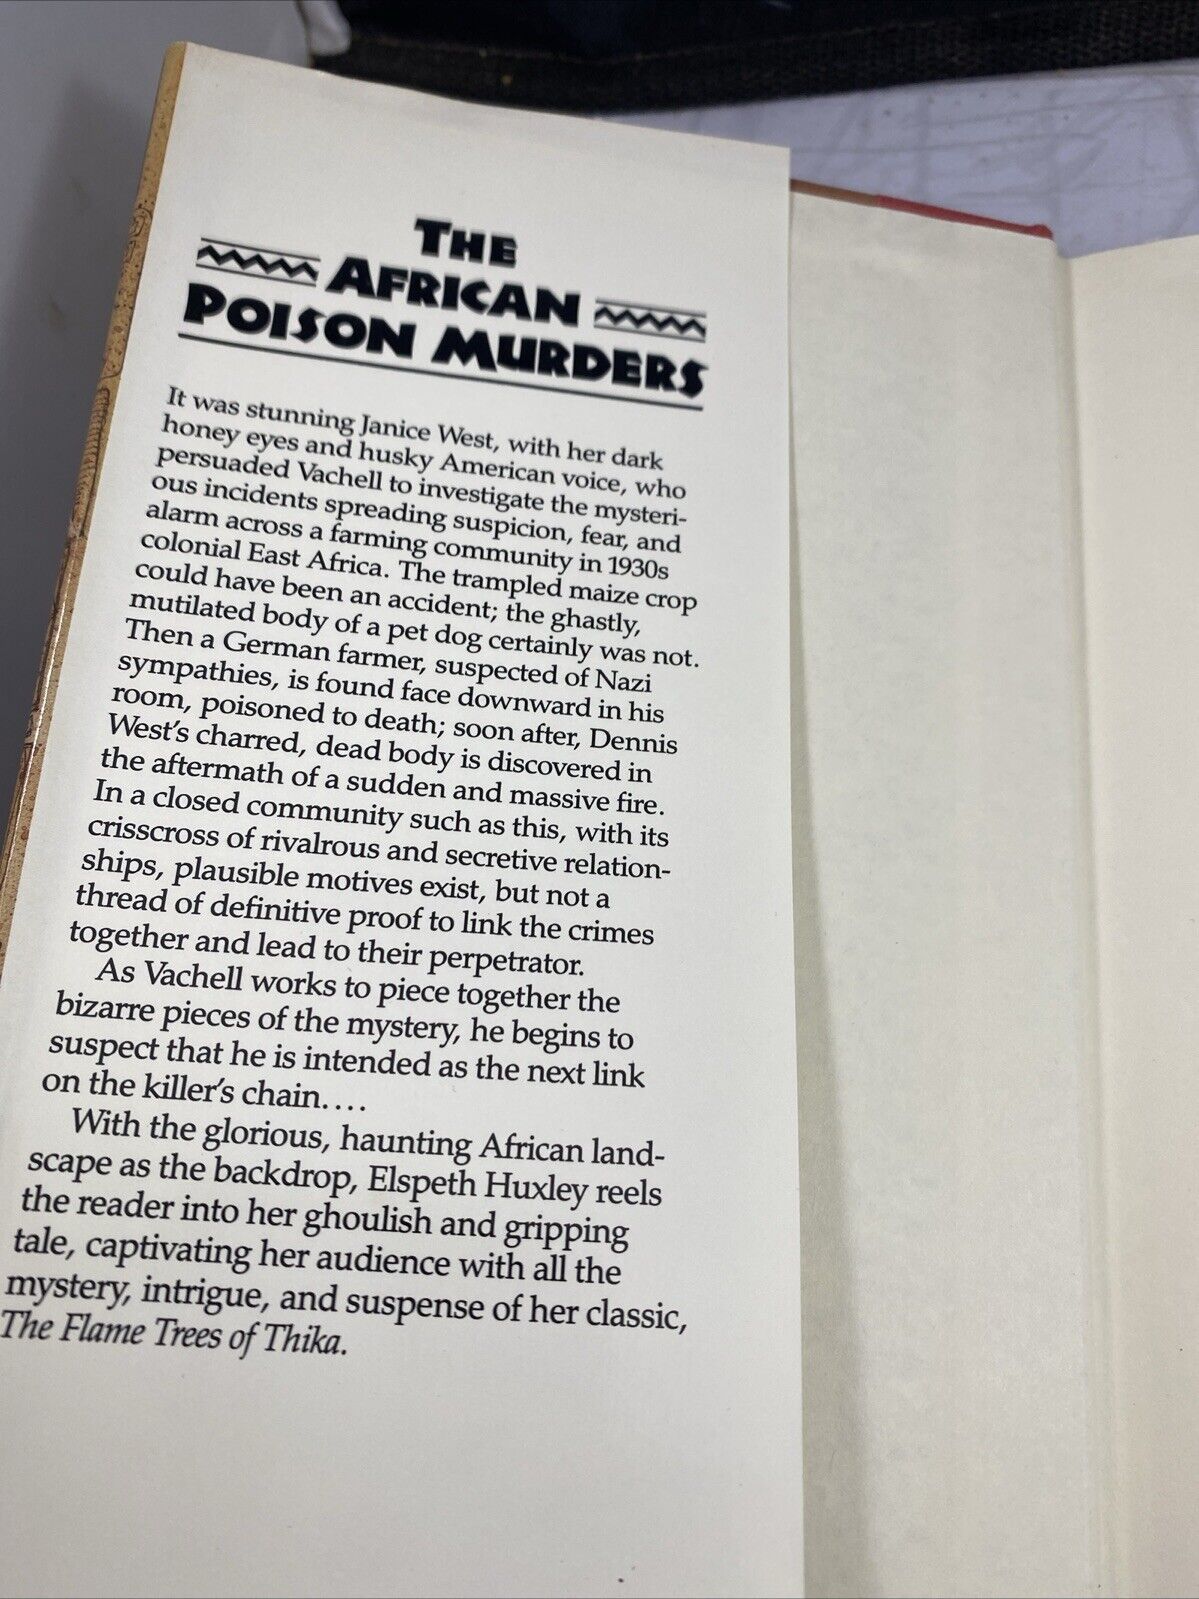 THE
AFRICAN
POISON MURDERS
It was stunning Janice West, with her dark
honey eyes and husky American voice, who
persuaded Vachell to investigate the mysteri-
ous incidents spreading suspicion, fear, and
alarm across a farming community in 1930s
colonial East Africa. The trampled maize crop
could have been an accident; the ghastly,
mutilated body of a pet dog certainly was not.
Then a German farmer, suspected of Nazi
sympathies, is found face downward in his
room, poisoned to death; soon after, Dennis
West's charred, dead body is discovered in
the aftermath of a sudden and massive fire.
In a closed community such as this, with its
crisscross of rivalrous and secretive relation-
ships, plausible motives exist, but not a
thread of definitive proof to link the crimes
together and lead to their perpetrator.
As Vachell works to piece together the
bizarre pieces of the mystery, he begins to
suspect that he is intended as the next link
on the killer's chain....
With the glorious, haunting African land-
scape as the backdrop, Elspeth Huxley reels
the reader into her ghoulish and gripping
tale, captivating her audience with all the
mystery, intrigue, and suspense of her classic,
The Flame Trees of Thika.